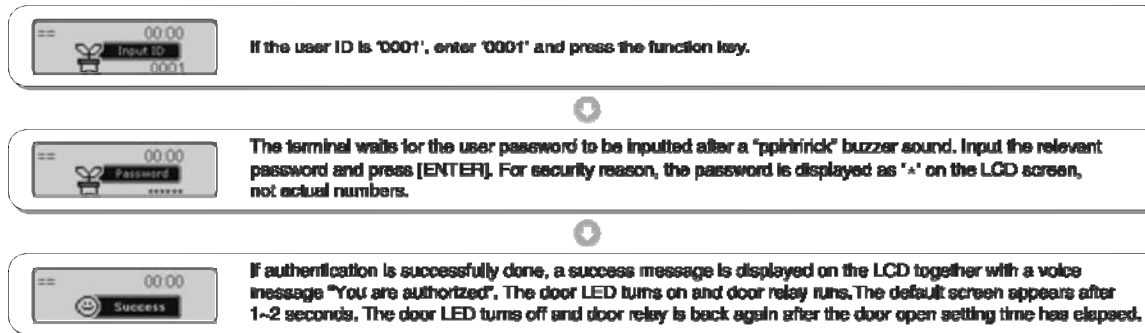 == 00:00
Input ID
0001
If the user ID is '0001', enter '0001' and press the function key.
== 00:00
Password
******
The terminal waits for the user password to be inputted after a "ppiriririck" buzzer sound. Input the relevant
password and press [ENTER]. For security reason, the password is displayed as '*' on the LCD screen,
not actual numbers.
== 00:00
Success
If authentication is successfully done, a success message is displayed on the LCD together with a voice
message "You are authorized". The door LED turns on and door relay runs.The default screen appears after
1~2 seconds. The door LED turns off and door relay is back again after the door open setting time has elapsed.